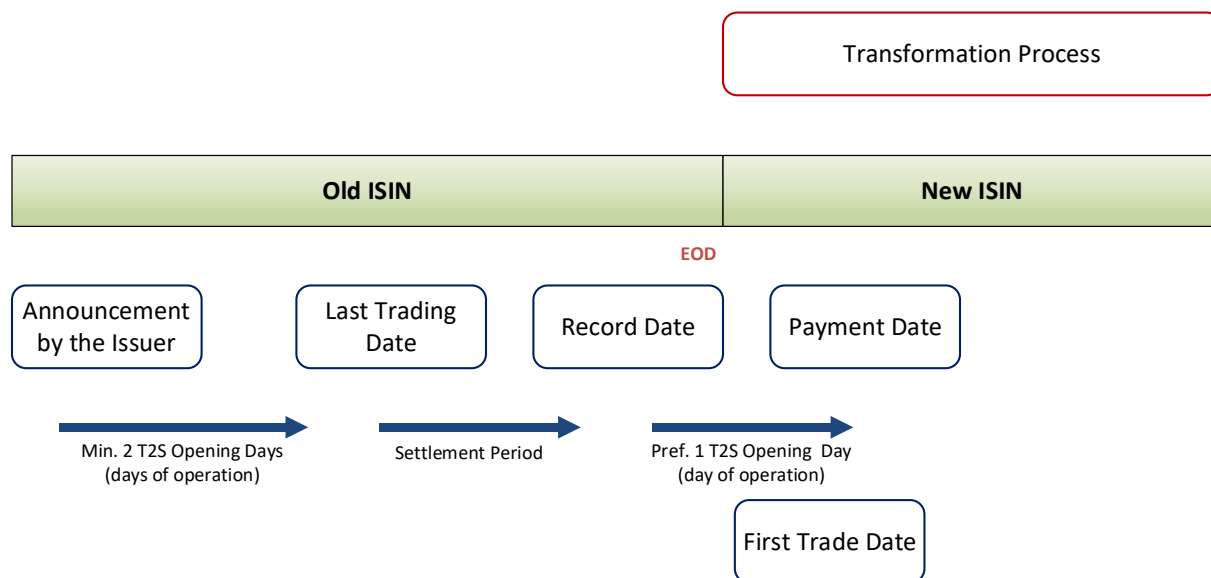 Transformation Process
Old ISIN
New ISIN
EOD
Announcement
by the Issuer
Last Trading
Date
Record Date
Payment Date
Min. 2 T2S Opening Days
(days of operation)
Settlement Period
Pref. 1 T2S Opening Day
(day of operation)
First Trade Date